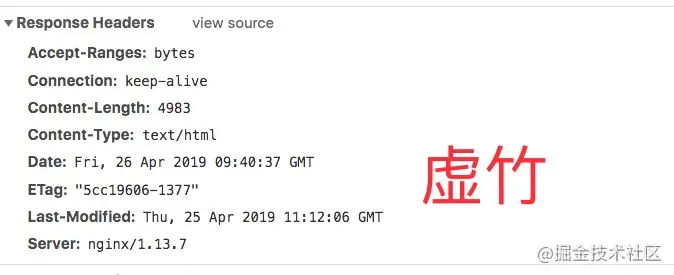 Response Headers view source
Accept-Ranges: bytes
Connection: keep-alive
Content-Length: 4983
Content-Type: text/html
Date: Fri, 26 Apr 2019 09:40:37 GMT
ETag: "5cc19606-1377"
Last-Modified: Thu, 25 Apr 2019 11:12:06 GMT
Server: nginx/1.13.7
虚竹
@掘金技术社区